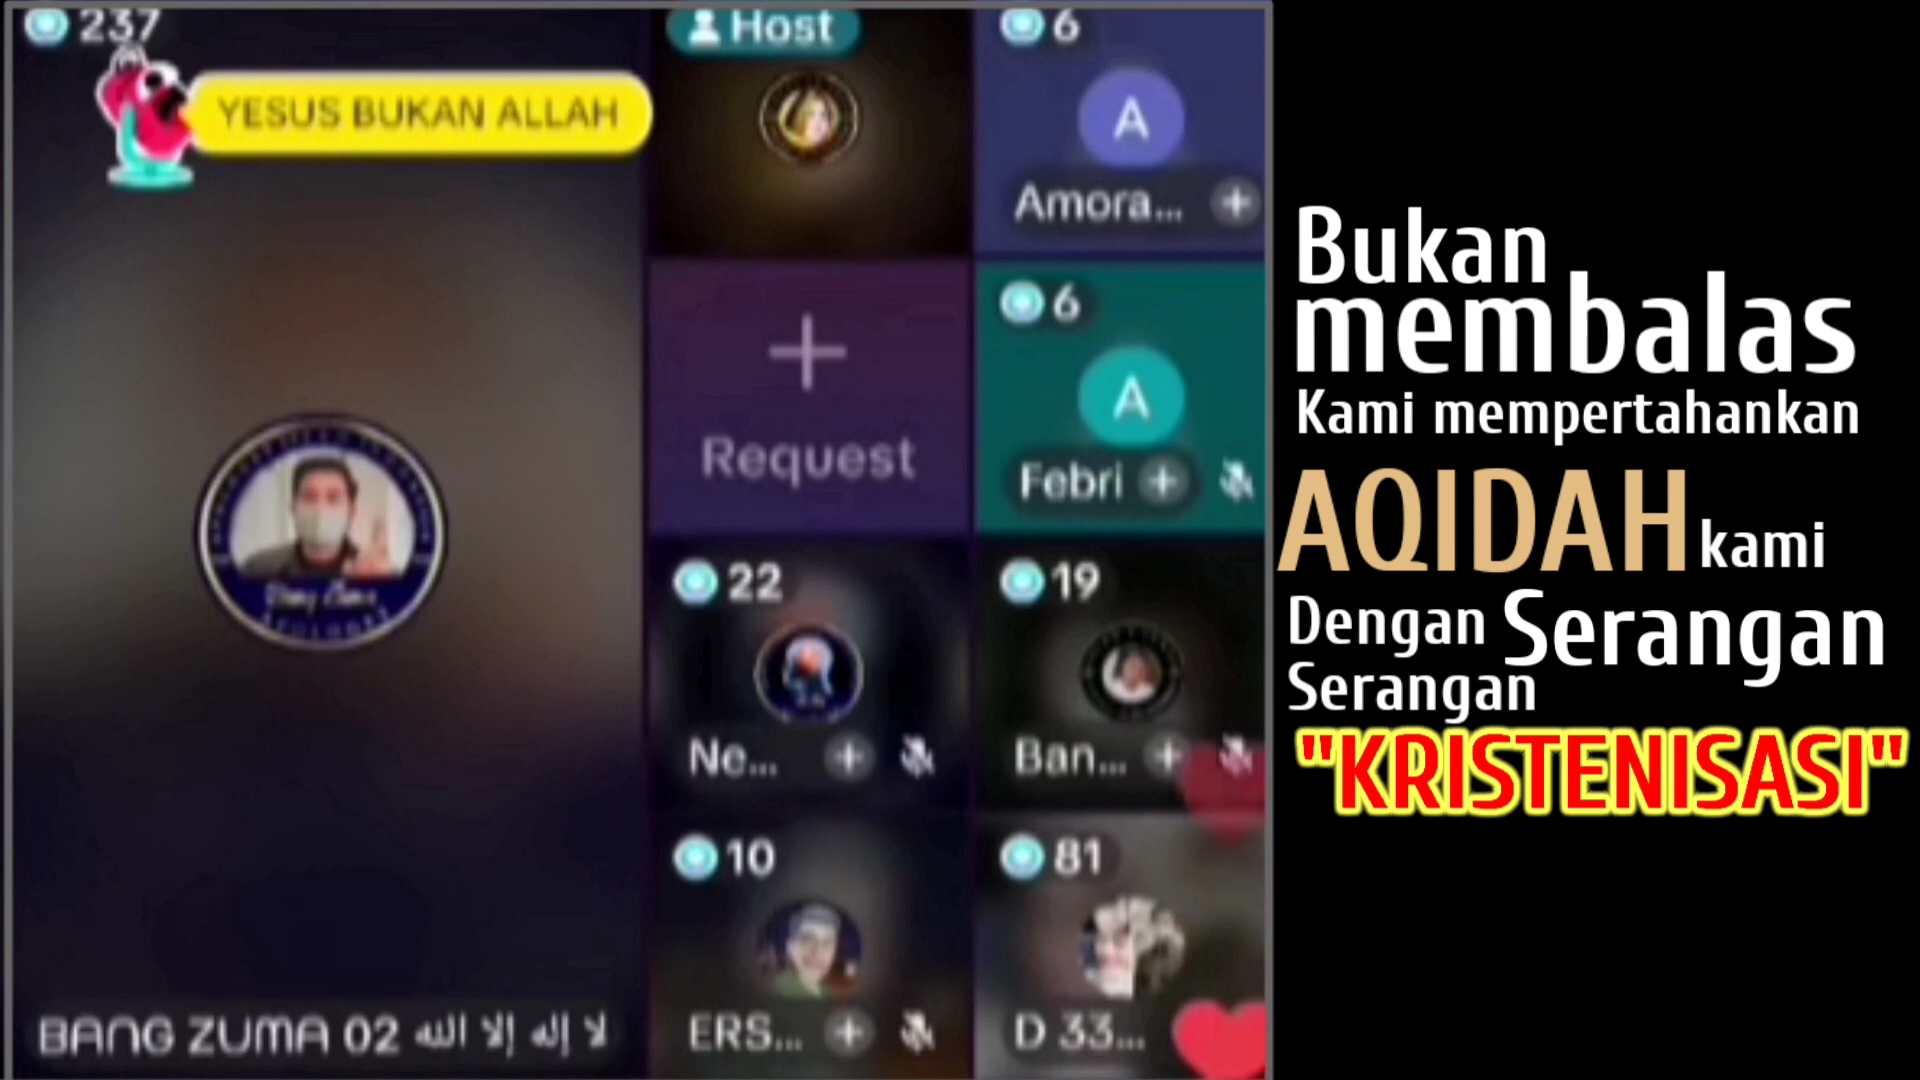 237
YESUS BUKAN ALLAH
Host
6
A
Amora...
Request
6
A
Febri
22
Ne...
19
Ban...
10
ERS...
81
D 33...
BANG ZUMA 02 لا إله إلا الله
Bukan
membalas
Kami mempertahankan
AQIDAH kami
Dengan Serangan
Serangan
"KRISTENISASI"